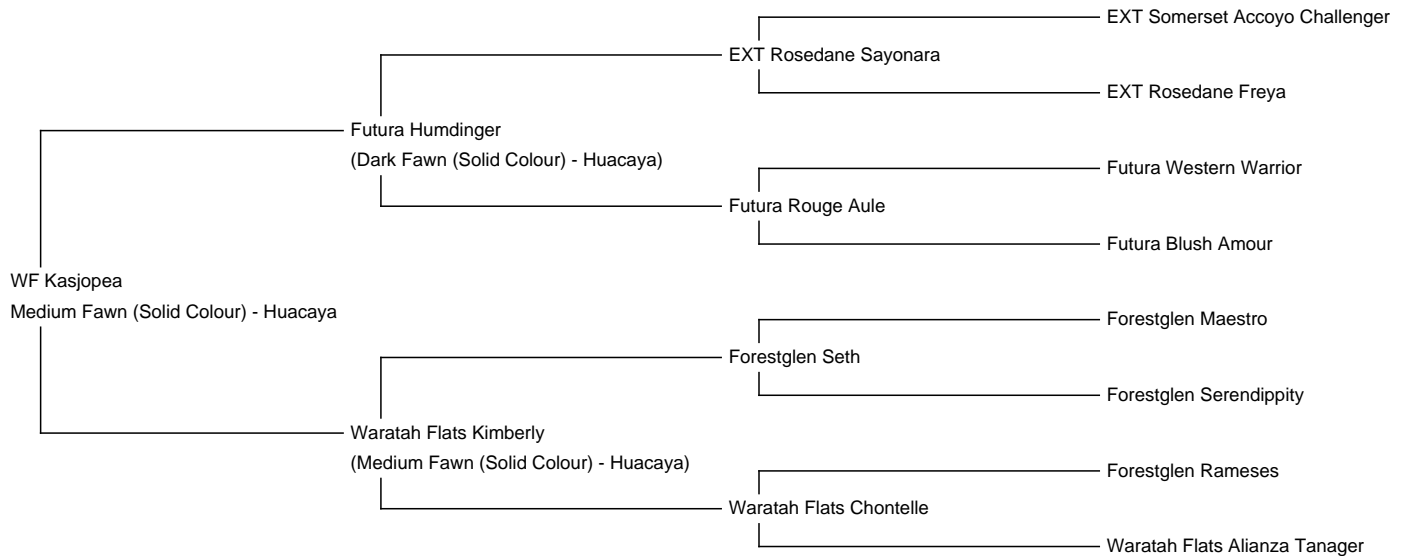 EXT Somerset Accoyo Challenger
EXT Rosedane Sayonara
EXT Rosedane Freya
Futura Humdinger
(Dark Fawn (Solid Colour) - Huacaya)
Futura Western Warrior
Futura Rouge Aule
Futura Blush Amour
WF Kasjopea
Medium Fawn (Solid Colour) - Huacaya
Forestglen Maestro
Forestglen Seth
Forestglen Serendippity
Waratah Flats Kimberly
(Medium Fawn (Solid Colour) - Huacaya)
Forestglen Rameses
Waratah Flats Chontelle
Waratah Flats Alianza Tanager